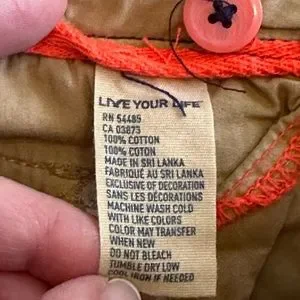 LIVE YOUR LIFE
RN 54485
CA 03873
100% COTTON
100% COTON
MADE IN SRI LANKA
FABRIQUÉ AU SRI LANKA
EXCLUSIVE OF DECORATION
SANS LES DÉCORATIONS
MACHINE WASH COLD
WITH LIKE COLORS
COLOR MAY TRANSFER
WHEN NEW
DO NOT BLEACH
TUMBLE DRY LOW
COOL IRON IF NEEDED